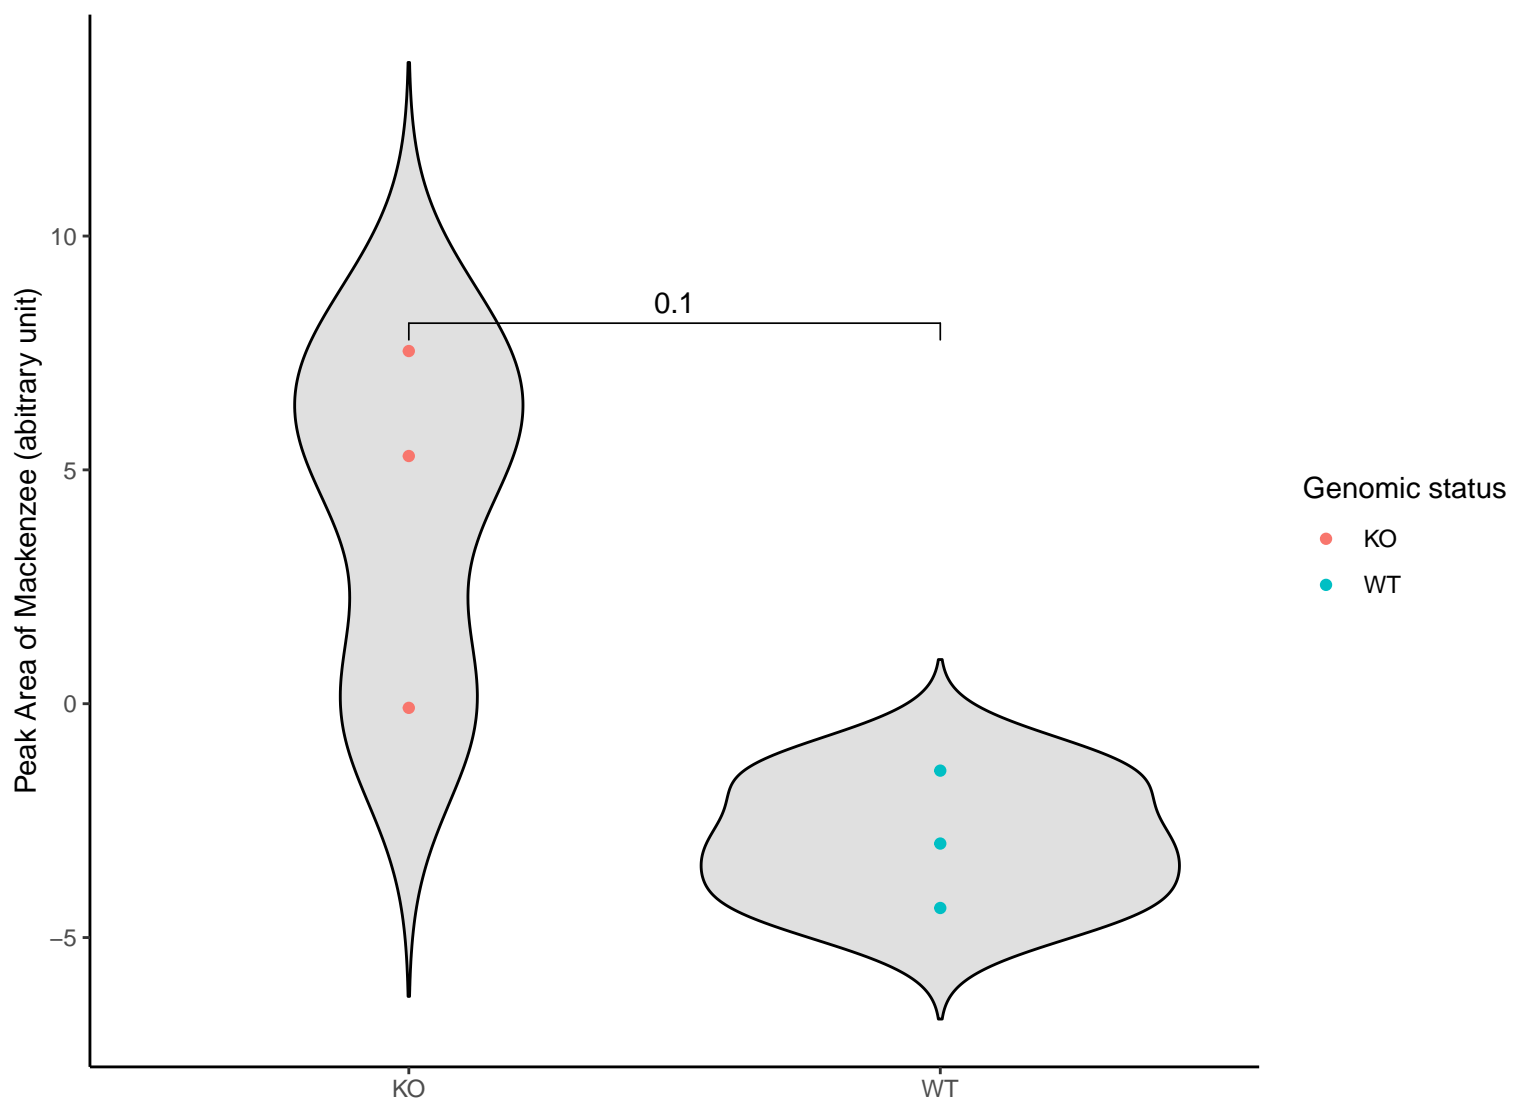 Peak Area of Mackenzee (abitrary unit)
10
5
0
–5
0.1
KO
WT
Genomic status
KO
WT